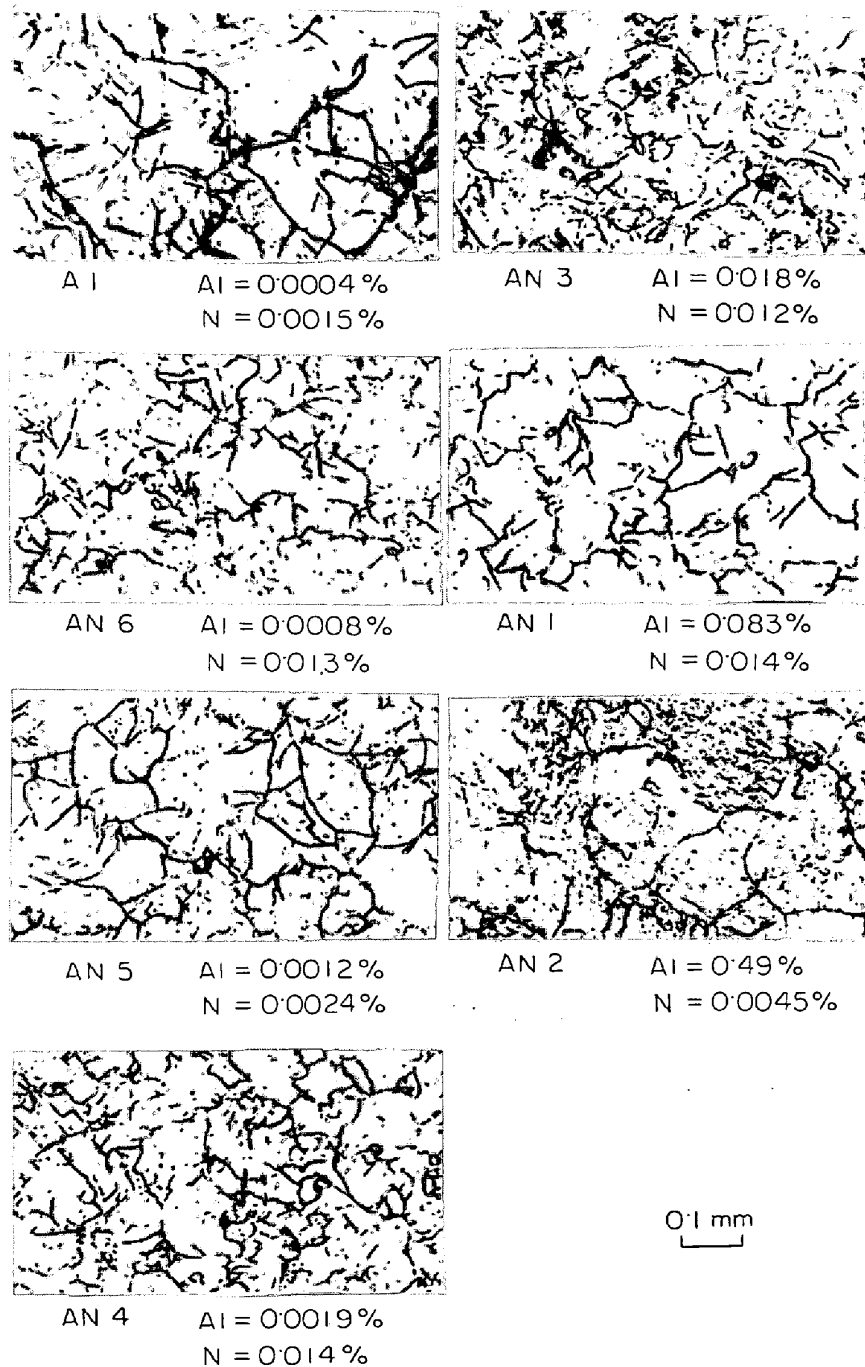 A 1 Al = 0·0004%
N = 0·0015%
AN 3 Al = 0·018%
N = 0·012%
AN 6 Al = 0·0008%
N = 0·013%
AN 1 Al = 0·083%
N = 0·014%
AN 5 Al = 0·0012%
N = 0·0024%
AN 2 Al = 0·49%
N = 0·0045%
0·1 mm
AN 4 Al = 0·0019%
N = 0·014%